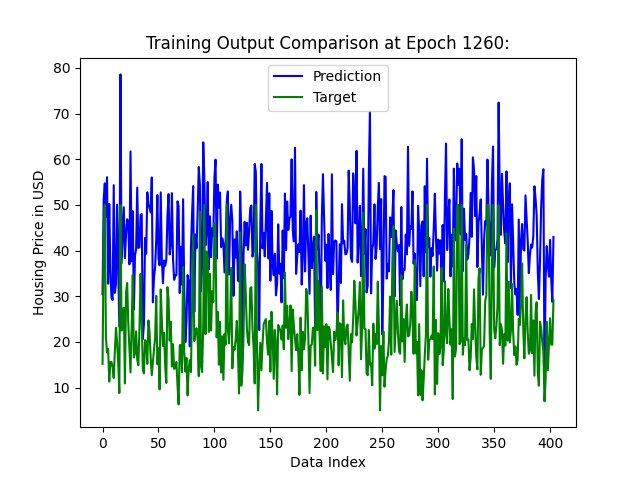 Training Output Comparison at Epoch 1260:
Prediction
Target
Housing Price in USD
80
70
60
50
40
30
20
10
0 50 100 150 200 250 300 350 400
Data Index